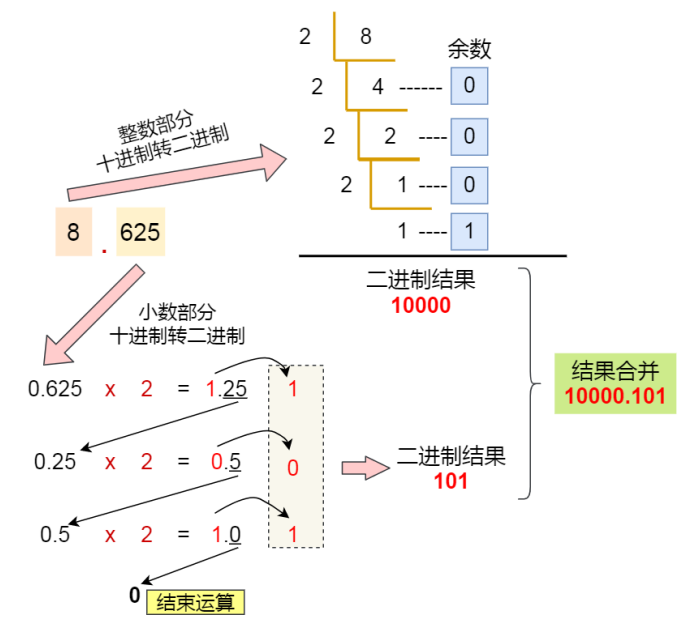 2 8
余数
2 4 ------ 0
2 2 ---- 0
2 1 ---- 0
1 ---- 1
整数部分
十进制转二进制
8 . 625
二进制结果
10000
小数部分
十进制转二进制
0.625 x 2 = 1.25 1
0.25 x 2 = 0.5 0
0.5 x 2 = 1.0 1
0 结束运算
二进制结果
101
结果合并
10000.101